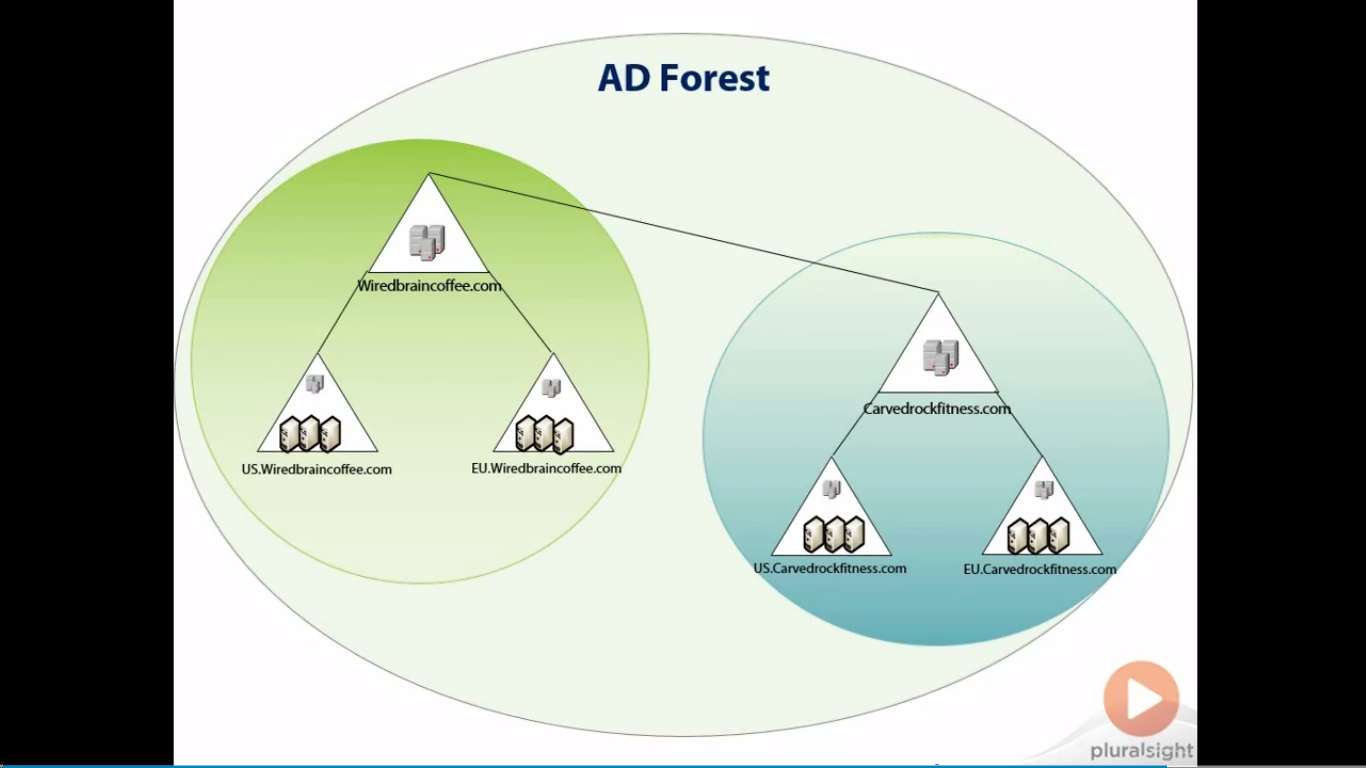 AD Forest
Wiredbraincoffee.com
Carvedrockfitness.com
US.Wiredbraincoffee.com
EU.Wiredbraincoffee.com
US.Carvedrockfitness.com
EU.Carvedrockfitness.com
pluralsight